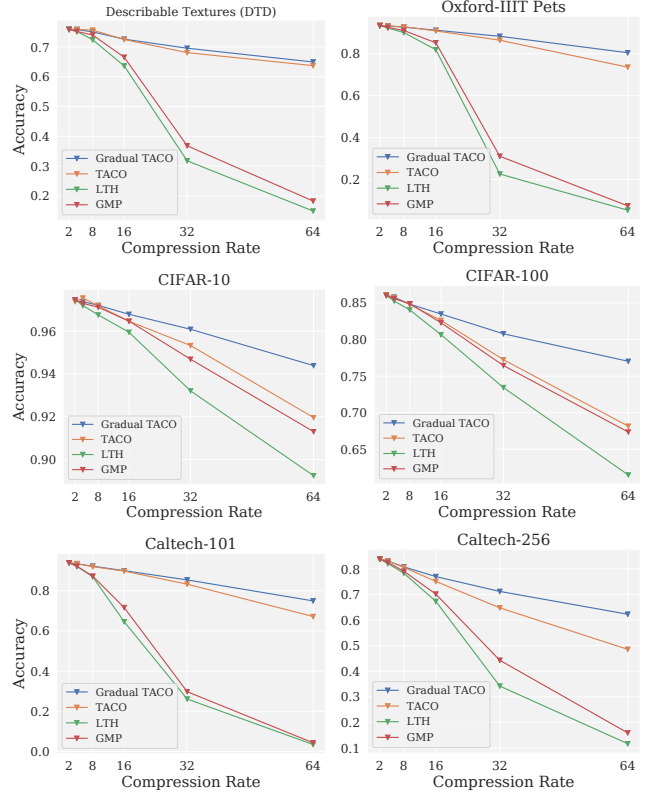 Describable Textures (DTD)
Accuracy
0.7
0.6
0.5
0.4
0.3
0.2
Gradual TACO
TACO
LTH
GMP
2 8 16 32 64
Compression Rate
Oxford-IIIT Pets
0.8
0.6
0.4
0.2
Gradual TACO
TACO
LTH
GMP
2 8 16 32 64
Compression Rate
CIFAR-10
Accuracy
0.96
0.94
0.92
0.90
Gradual TACO
TACO
LTH
GMP
2 8 16 32 64
Compression Rate
CIFAR-100
0.85
0.80
0.75
0.70
0.65
Gradual TACO
TACO
LTH
GMP
2 8 16 32 64
Compression Rate
Caltech-101
Accuracy
0.8
0.6
0.4
0.2
0.0
Gradual TACO
TACO
LTH
GMP
2 8 16 32 64
Compression Rate
Caltech-256
0.8
0.7
0.6
0.5
0.4
0.3
0.2
0.1
Gradual TACO
TACO
LTH
GMP
2 8 16 32 64
Compression Rate